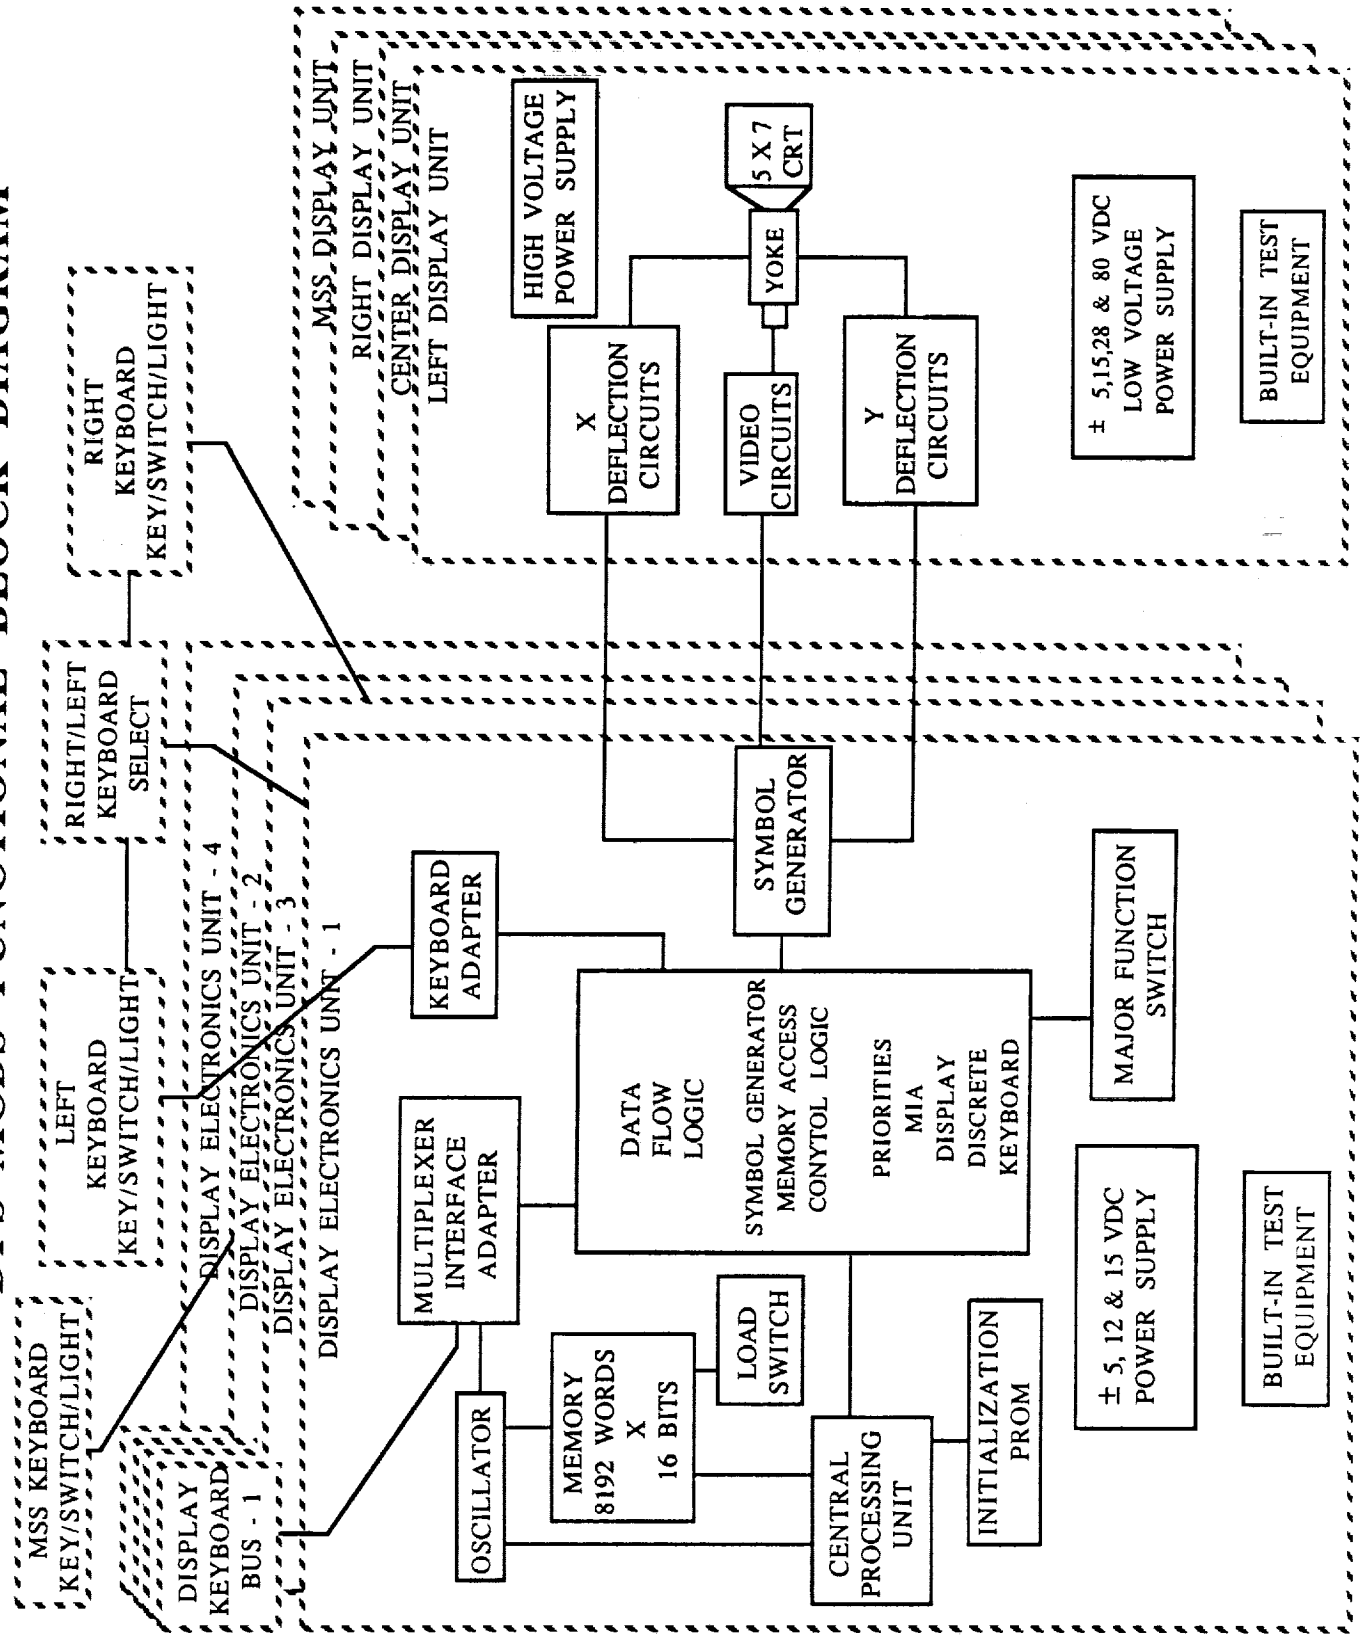 FUNCTIONAL BLOCK DIAGRAM
MSS KEYBOARD
KEY/SWITCH/LIGHT
LEFT
KEYBOARD
KEY/SWITCH/LIGHT
RIGHT/LEFT
KEYBOARD
SELECT
RIGHT
KEYBOARD
KEY/SWITCH/LIGHT
DISPLAY
KEYBOARD
BUS - 1
DISPLAY ELECTRONICS UNIT - 4
DISPLAY ELECTRONICS UNIT - 2
DISPLAY ELECTRONICS UNIT - 3
DISPLAY ELECTRONICS UNIT - 1
MULTIPLEXER
INTERFACE
ADAPTER
KEYBOARD
ADAPTER
OSCILLATOR
MEMORY
8192 WORDS
X
16 BITS
LOAD
SWITCH
DATA
FLOW
LOGIC
SYMBOL GENERATOR
MEMORY ACCESS
CONYTOL LOGIC
PRIORITIES
MIA
DISPLAY
DISCRETE
KEYBOARD
SYMBOL
GENERATOR
CENTRAL
PROCESSING
UNIT
INITIALIZATION
PROM
MAJOR FUNCTION
SWITCH
± 5, 12 & 15 VDC
POWER SUPPLY
BUILT-IN TEST
EQUIPMENT
MSS DISPLAY UNIT
RIGHT DISPLAY UNIT
CENTER DISPLAY UNIT
LEFT DISPLAY UNIT
HIGH VOLTAGE
POWER SUPPLY
X
DEFLECTION
CIRCUITS
VIDEO
CIRCUITS
YOKE
5 X 7
CRT
Y
DEFLECTION
CIRCUITS
± 5,15,28 & 80 VDC
LOW VOLTAGE
POWER SUPPLY
BUILT-IN TEST
EQUIPMENT